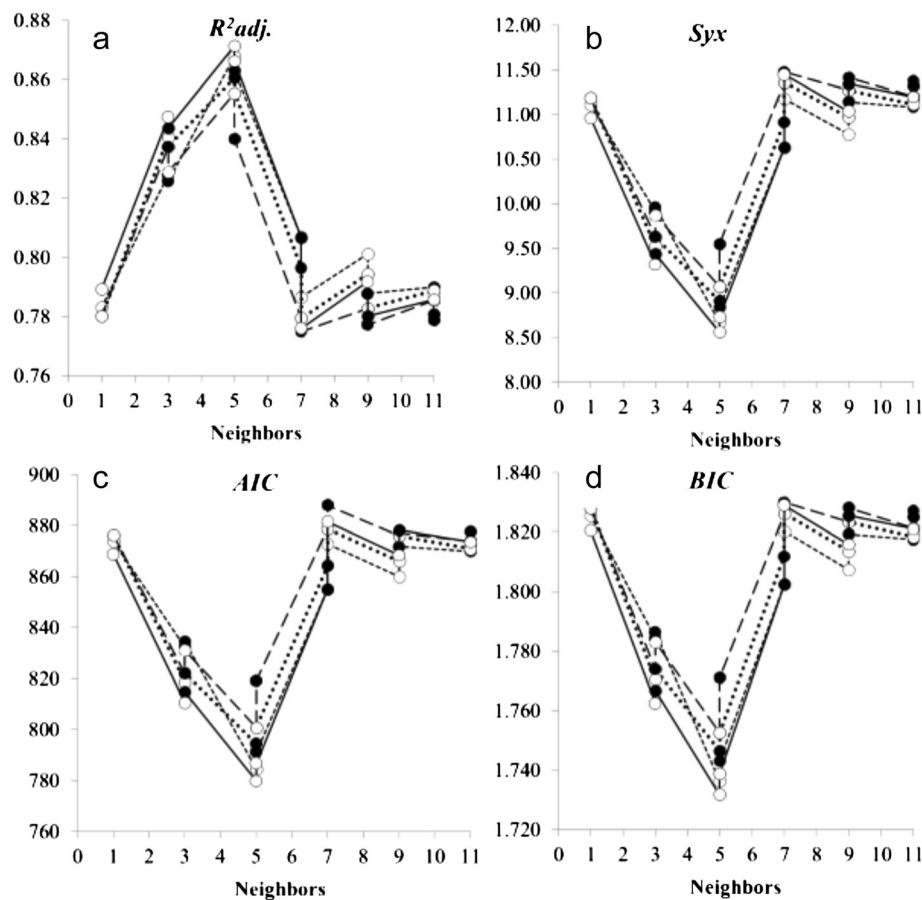 a
R²adj.
0.88
0.86
0.84
0.82
0.80
0.78
0.76
0 1 2 3 4 5 6 7 8 9 10 11
Neighbors
b
Syx
12.00
11.50
11.00
10.50
10.00
9.50
9.00
8.50
8.00
0 1 2 3 4 5 6 7 8 9 10 11
Neighbors
c
AIC
900
880
860
840
820
800
780
760
0 1 2 3 4 5 6 7 8 9 10 11
Neighbors
d
BIC
1.840
1.820
1.800
1.780
1.760
1.740
1.720
0 1 2 3 4 5 6 7 8 9 10 11
Neighbors